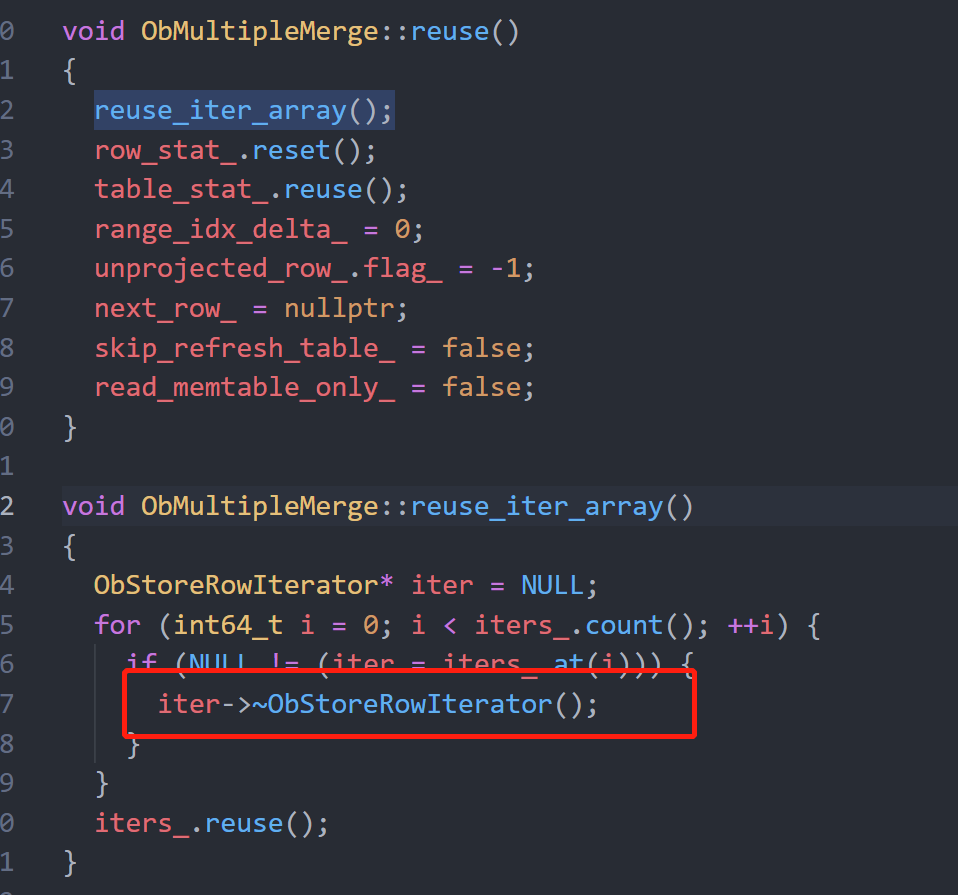 0 void ObMultipleMerge::reuse()
1 {
2 reuse_iter_array();
3 row_stat_.reset();
4 table_stat_.reuse();
5 range_idx_delta_ = 0;
6 unprojected_row_.flag_ = -1;
7 next_row_ = nullptr;
8 skip_refresh_table_ = false;
9 read_memtable_only_ = false;
0 }
1
2 void ObMultipleMerge::reuse_iter_array()
3 {
4 ObStoreRowIterator* iter = NULL;
5 for (int64_t i = 0; i < iters_.count(); ++i) {
6 if (NULL != (iter = iters_.at(i))) {
7 iter->~ObStoreRowIterator();
8 }
9 }
0 iters_.reuse();
1 }